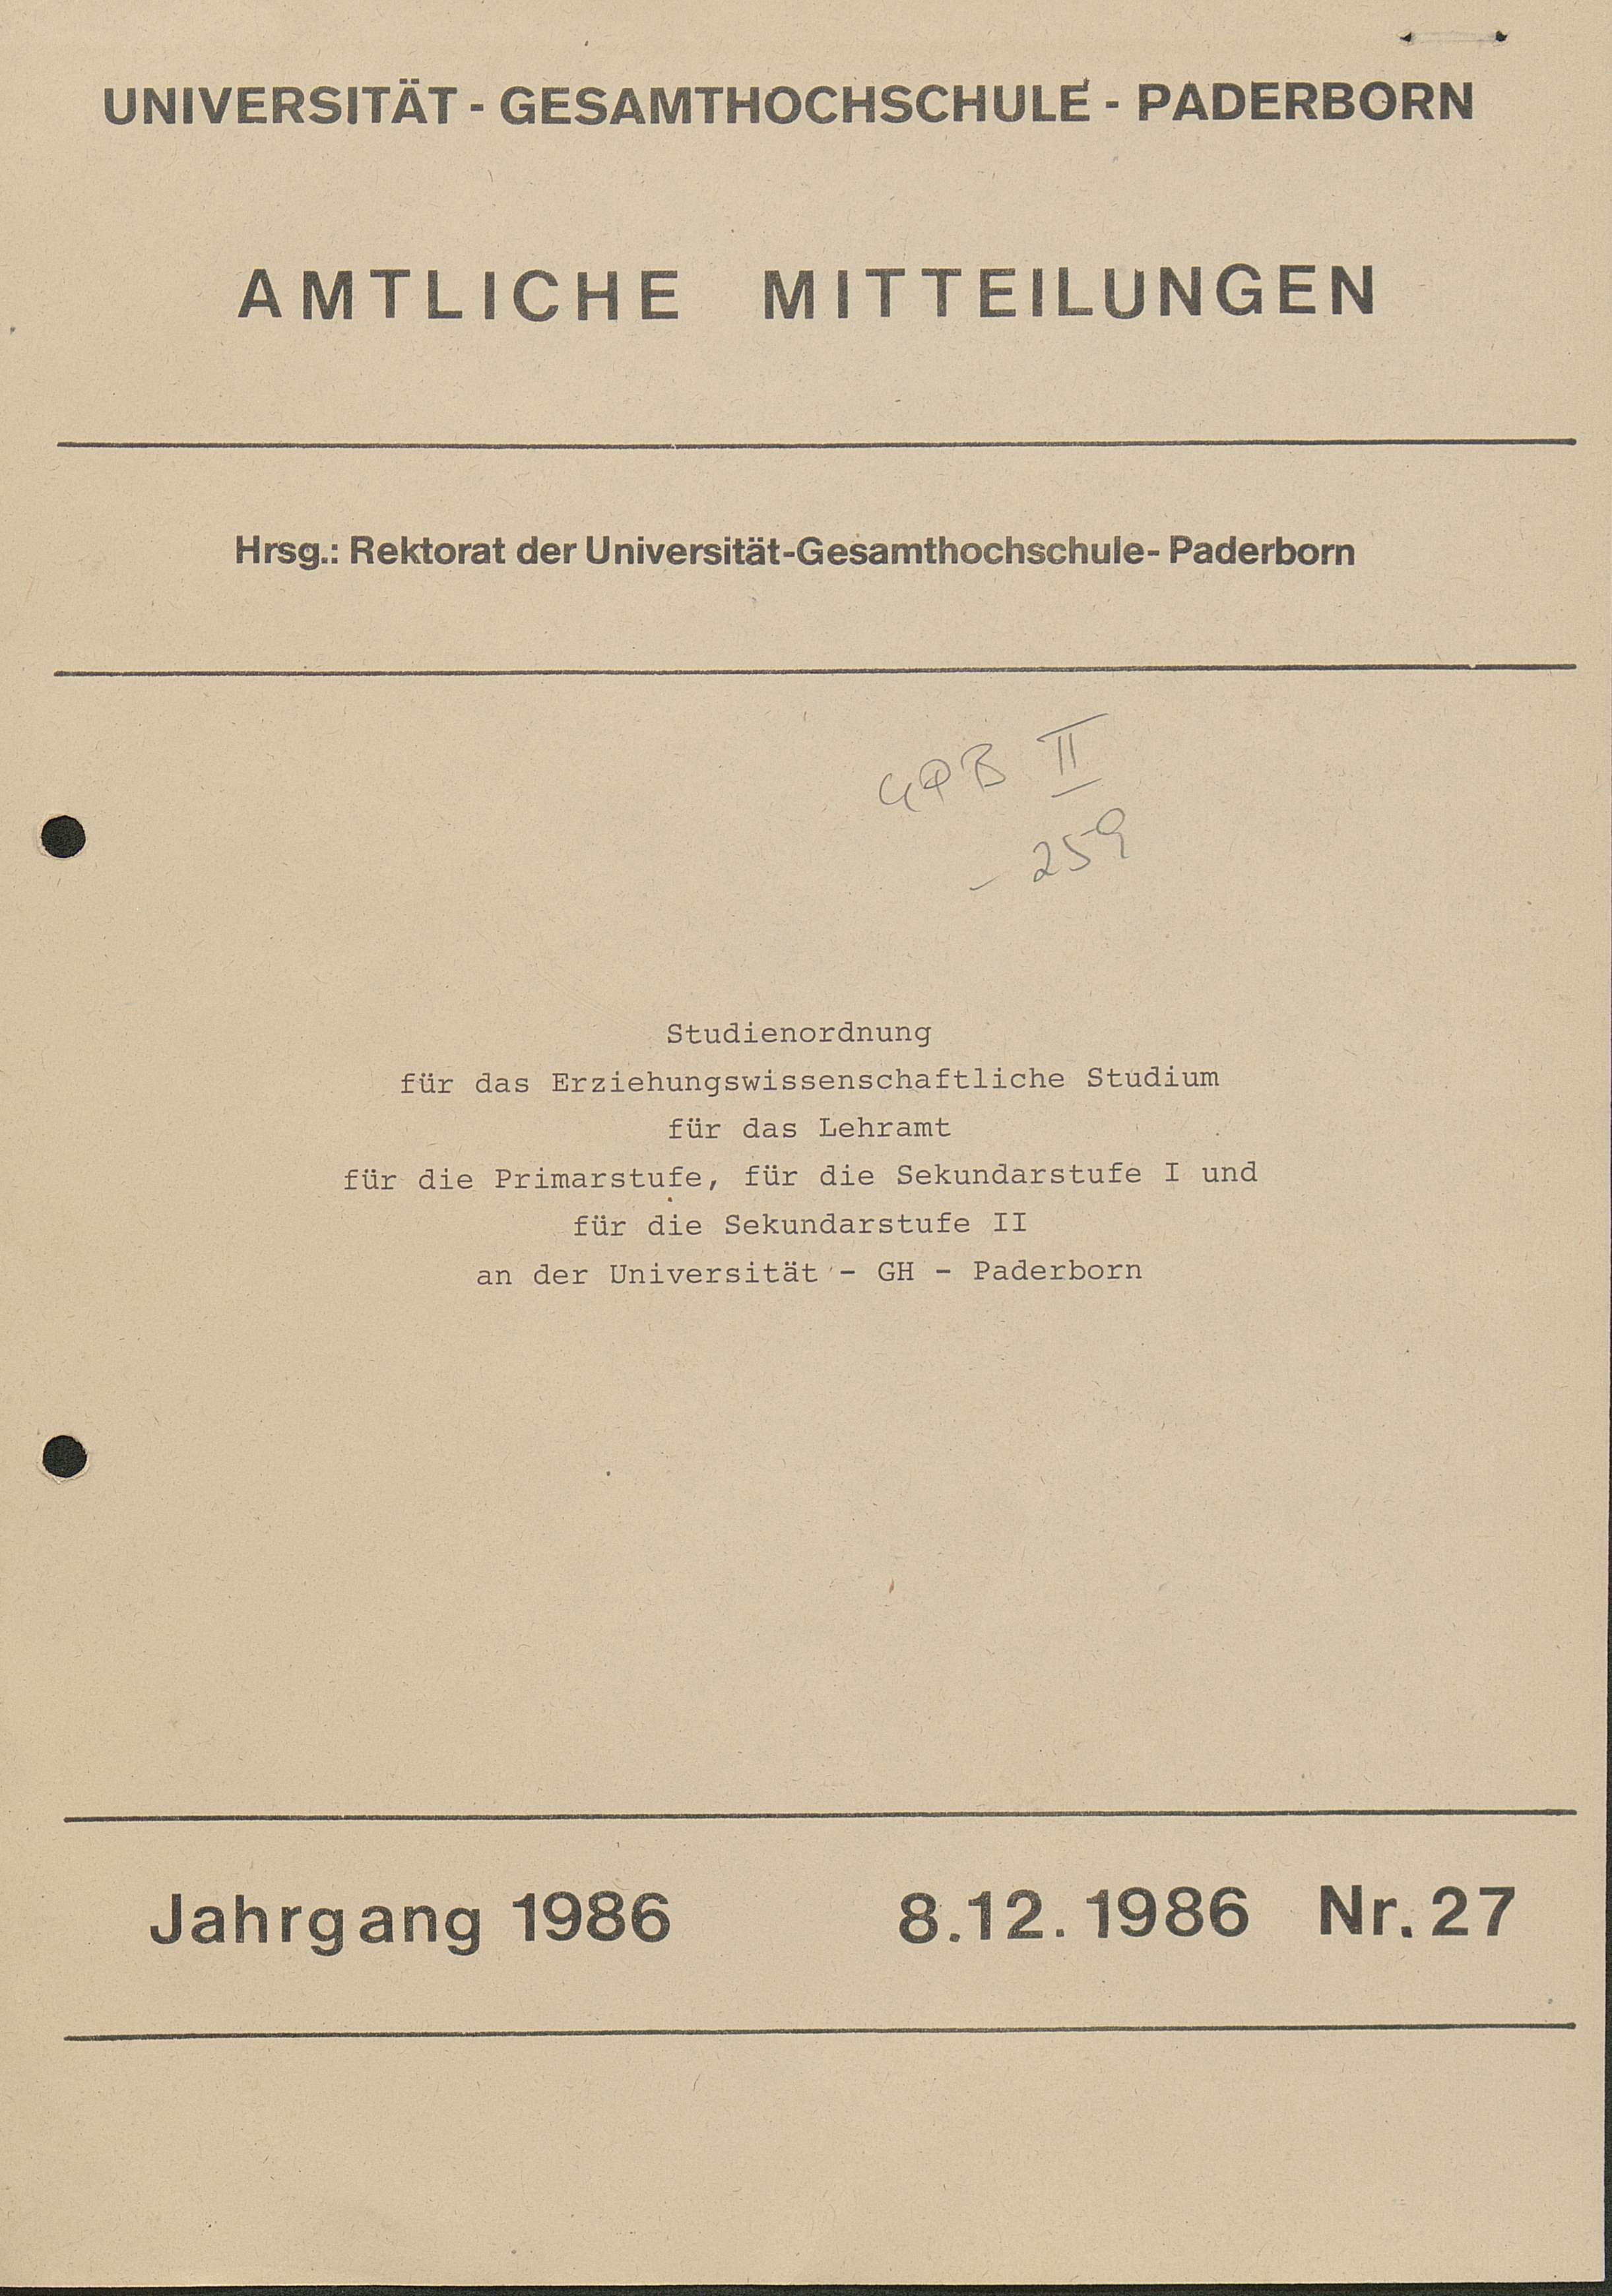 UNIVERSITÄT - GESAMTHOCHSCHULE - PADERBORN
AMTLICHE MITTEILUNGEN
Hrsg.: Rektorat der Universität-Gesamthochschule- Paderborn
II
- 259
Studienordnung
für das Erziehungswissenschaftliche Studium
für das Lehramt
für die Primarstufe, für die Sekundarstufe I und
für die Sekundarstufe II
an der Universität - GH - Paderborn
Jahrgang 1986 8.12.1986 Nr. 27